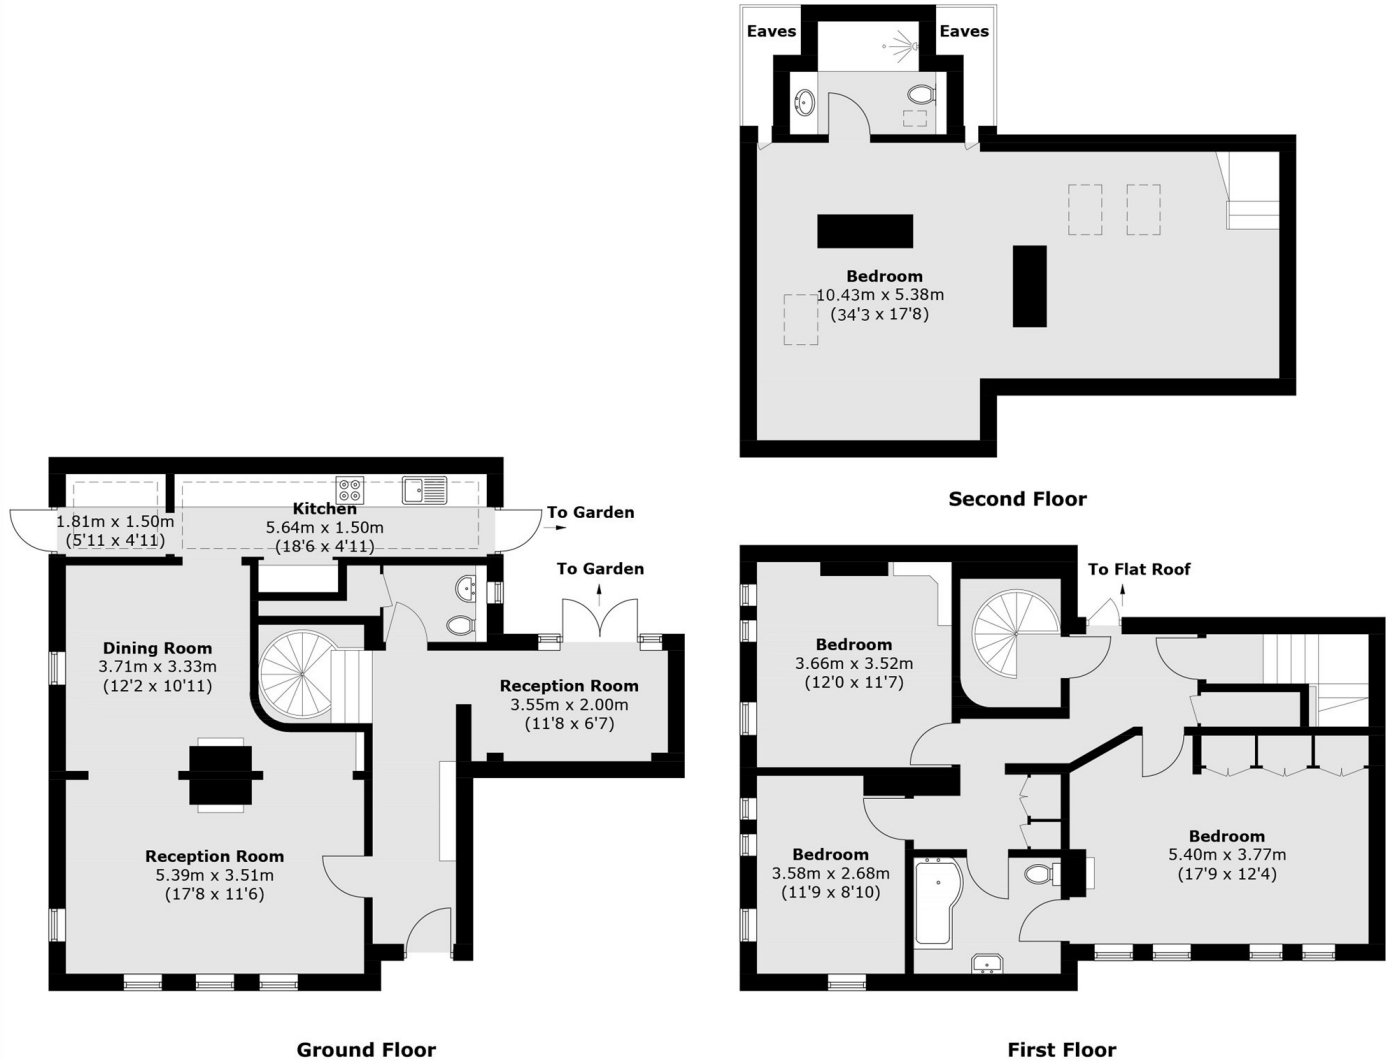 Eaves
Eaves
Bedroom
10.43m x 5.38m
(34'3 x 17'8)
Second Floor
1.81m x 1.50m
(5'11 x 4'11)
Kitchen
5.64m x 1.50m
(18'6 x 4'11)
To Garden
To Garden
Dining Room
3.71m x 3.33m
(12'2 x 10'11)
Reception Room
3.55m x 2.00m
(11'8 x 6'7)
Reception Room
5.39m x 3.51m
(17'8 x 11'6)
Ground Floor
To Flat Roof
Bedroom
3.66m x 3.52m
(12'0 x 11'7)
Bedroom
3.58m x 2.68m
(11'9 x 8'10)
Bedroom
5.40m x 3.77m
(17'9 x 12'4)
First Floor